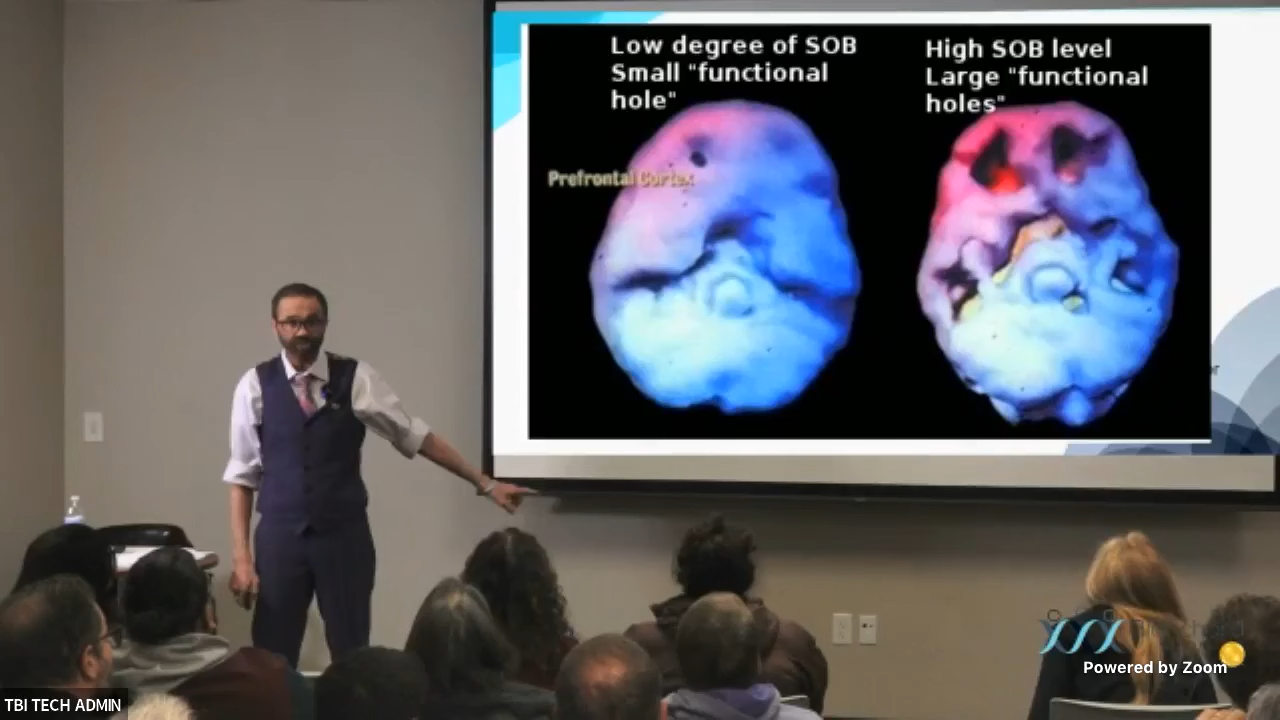 Low degree of SOB
Small "functional
hole"
High SOB level
Large "functional
holes"
Prefrontal Cortex
Powered by Zoom
TBI TECH ADMIN